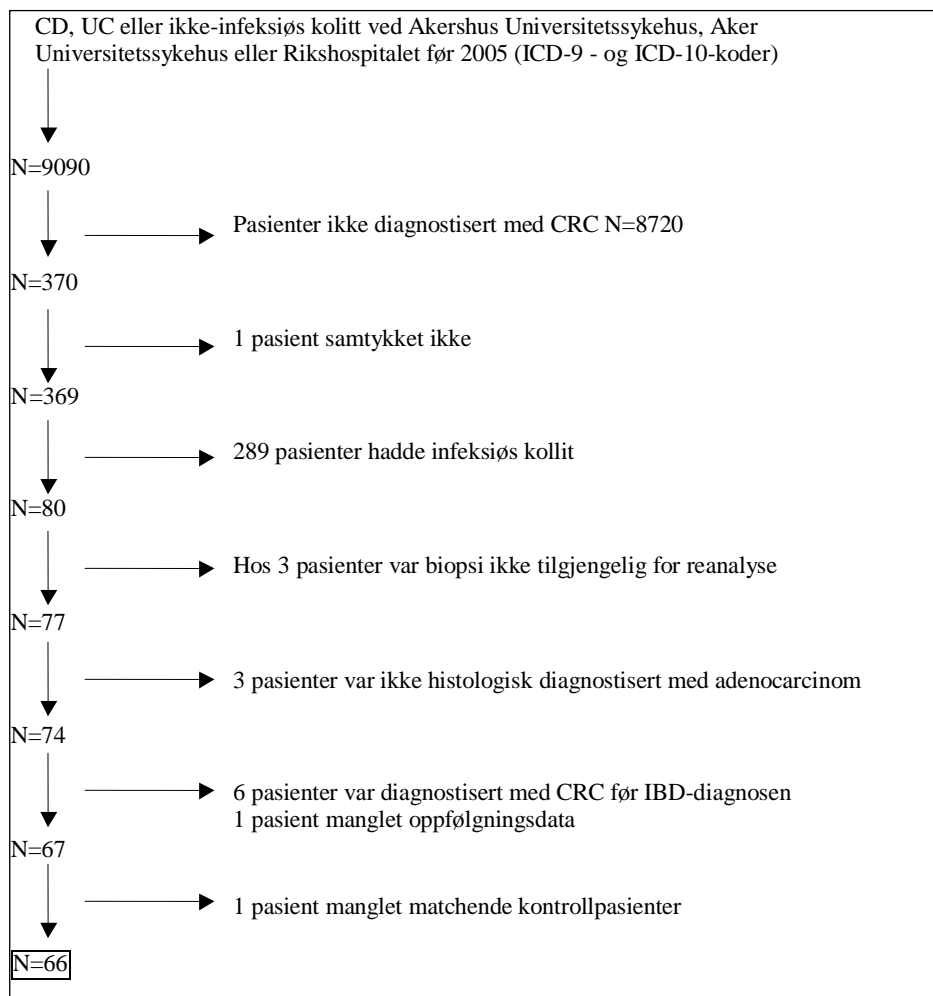 CD, UC eller ikke-infeksiøs kolitt ved Akershus Universitetssykehus, Aker
Universitetssykehus eller Rikshospitalet før 2005 (ICD-9 - og ICD-10-koder)
N=9090
Pasienter ikke diagnostisert med CRC N=8720
N=370
1 pasient samtykket ikke
N=369
289 pasienter hadde infeksiøs kollit
N=80
Hos 3 pasienter var biopsi ikke tilgjengelig for reanalyse
N=77
3 pasienter var ikke histologisk diagnostisert med adenocarcinom
N=74
6 pasienter var diagnostisert med CRC før IBD-diagnosen
1 pasient manglet oppfølgningsdata
N=67
1 pasient manglet matchende kontrollpasienter
N=66